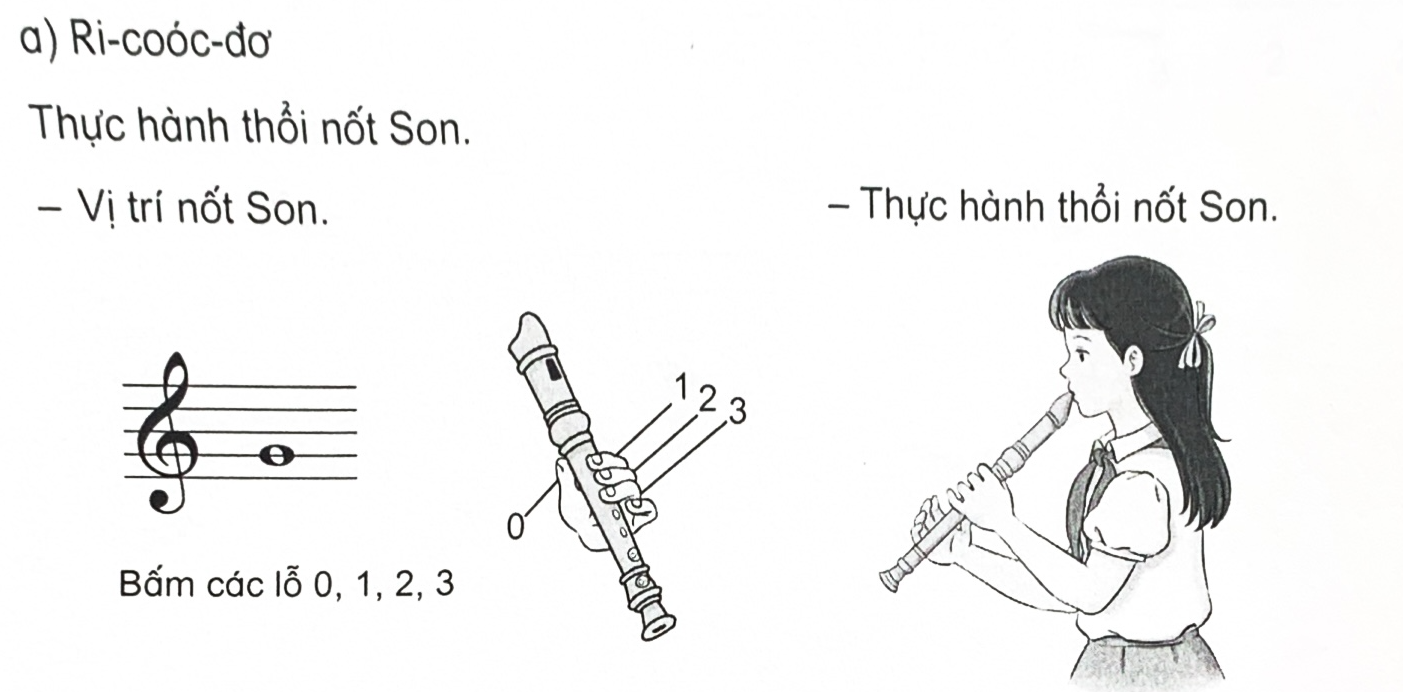 a) Ri-coóc-đơ
Thực hành thổi nốt Son.
– Vị trí nốt Son.
– Thực hành thổi nốt Son.
1 2 3
0
Bấm các lỗ 0, 1, 2, 3